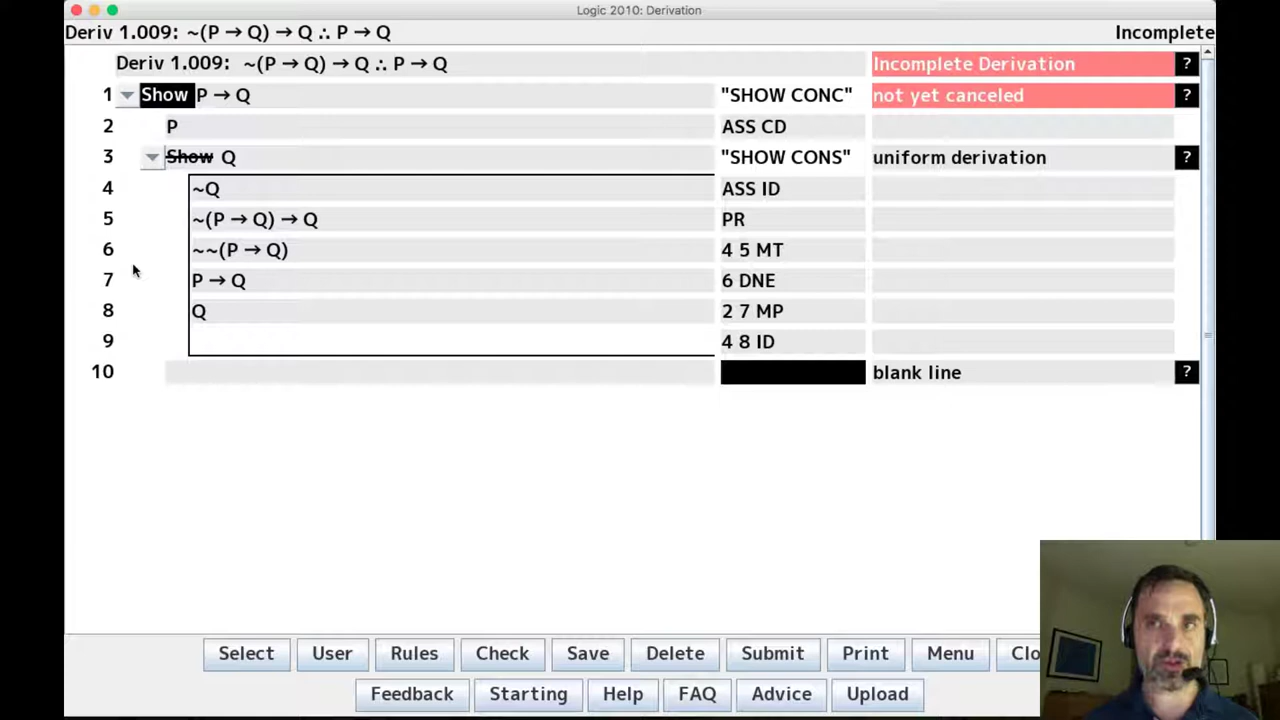 Logic 2010: Derivation
Deriv 1.009: ~(P → Q) → Q ∴ P → Q Incomplete
Deriv 1.009: ~(P → Q) → Q ∴ P → Q Incomplete Derivation ?
1 Show P → Q "SHOW CONC" not yet canceled ?
2 P ASS CD
3 Show Q "SHOW CONS" uniform derivation ?
4 ~Q ASS ID
5 ~(P → Q) → Q PR
6 ~~(P → Q) 4 5 MT
7 P → Q 6 DNE
8 Q 2 7 MP
9 4 8 ID
10 blank line ?
Select User Rules Check Save Delete Submit Print Menu Clo
Feedback Starting Help FAQ Advice Upload